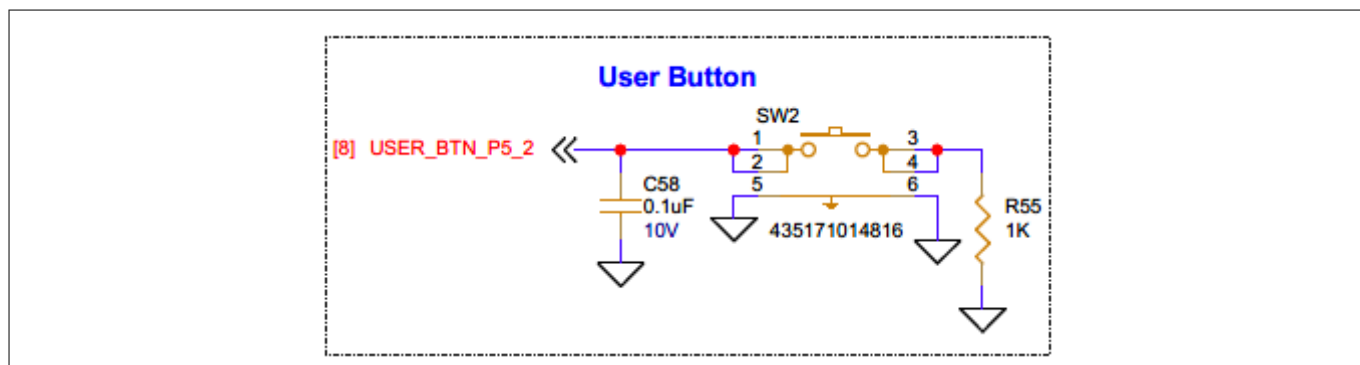 User Button
SW2
[8] USER_BTN_P5_2
1
3
2
4
C58
0.1uF
10V
5
6
435171014816
R55
1K